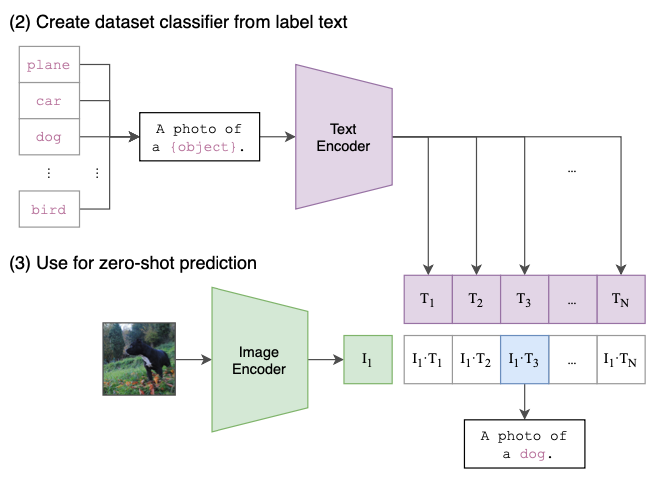 (2) Create dataset classifier from label text
plane
car
dog
⋮
⋮
bird
A photo of
a {object}.
Text
Encoder
...
(3) Use for zero-shot prediction
T₁
T₂
T₃
...
T_N
Image
Encoder
I₁
I₁·T₁
I₁·T₂
I₁·T₃
...
I₁·T_N
A photo of
a dog.